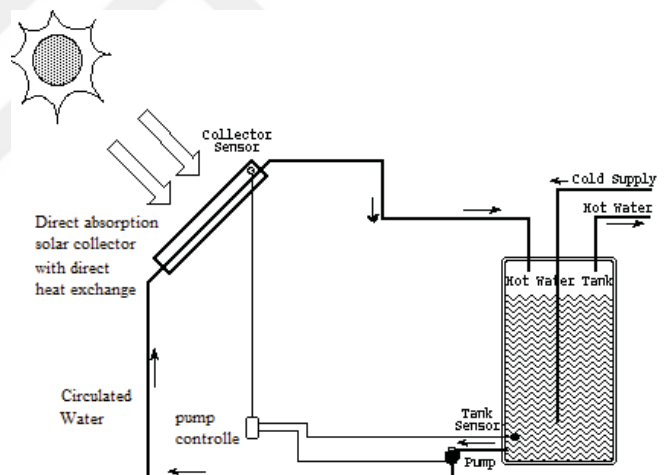 Collector
Sensor
Cold Supply
Hot Water
Direct absorption
solar collector
with direct
heat exchange
Hot Water Tank
Circulated
Water
pump
controlle
Tank
Sensor
Pump